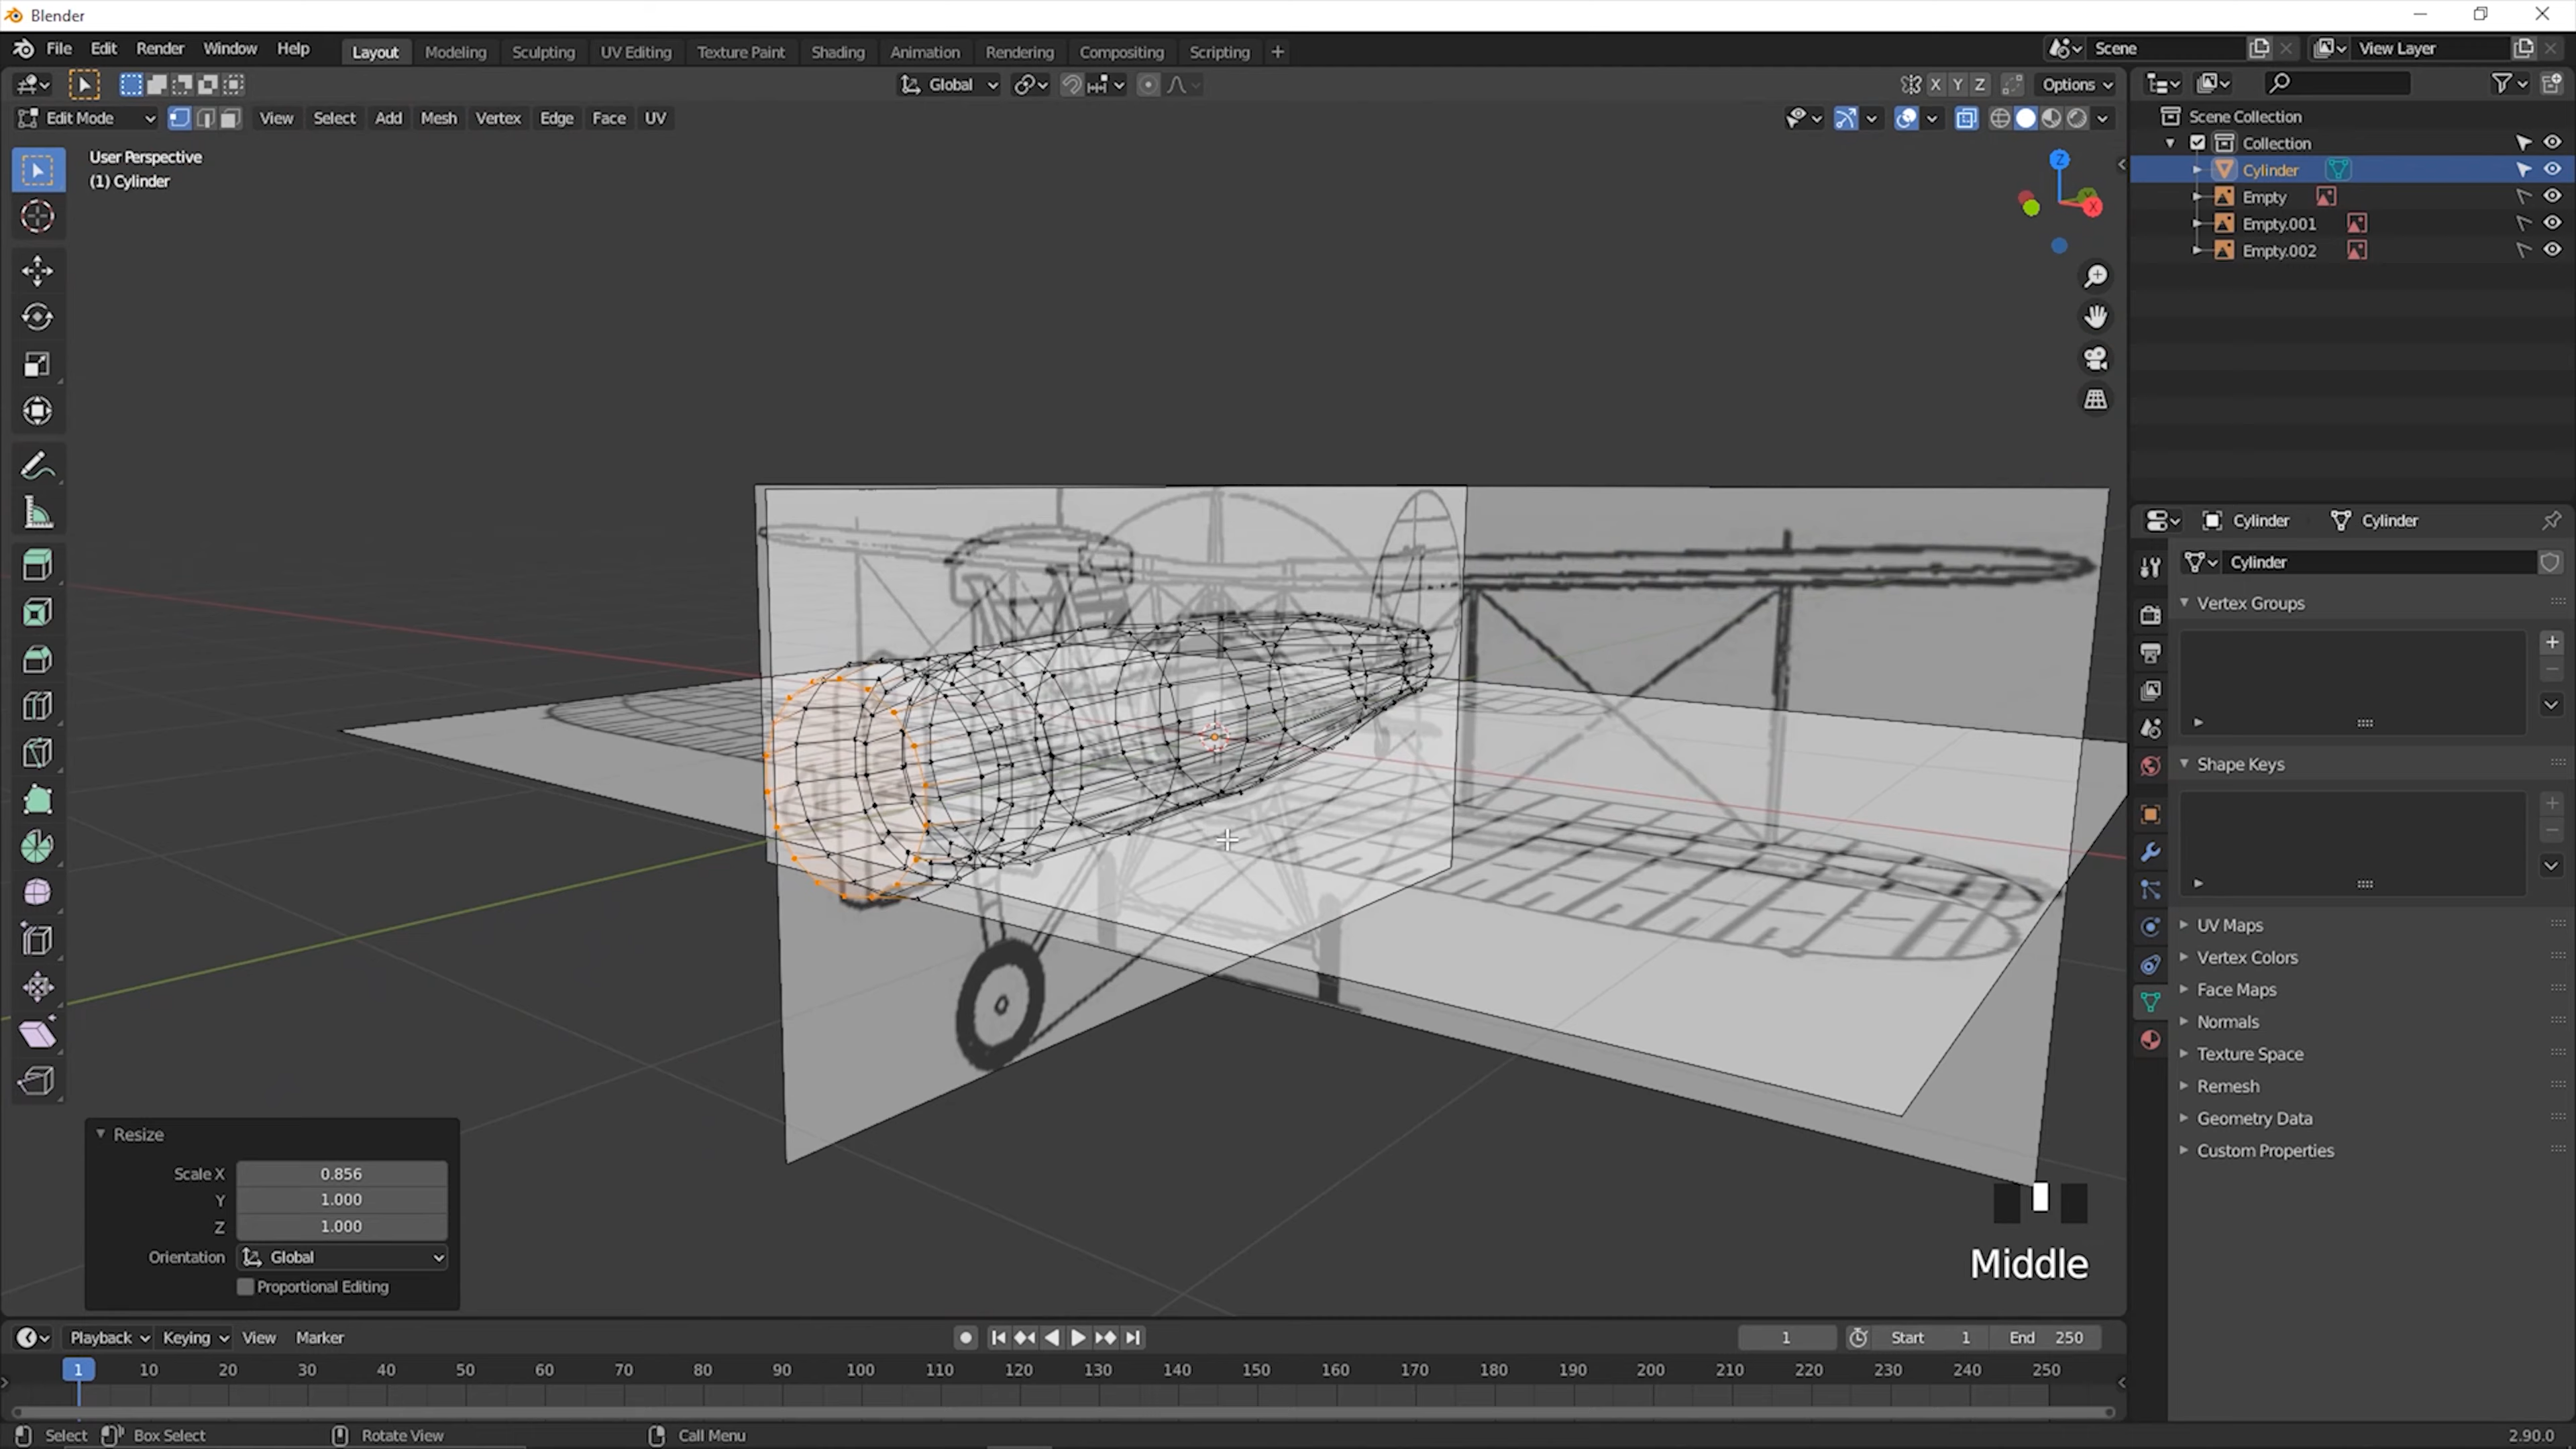 Blender
File Edit Render Window Help Layout Modeling Sculpting UV Editing Texture Paint Shading Animation Rendering Compositing Scripting + Scene View Layer
Global X Y Z Options
Edit Mode View Select Add Mesh Vertex Edge Face UV
User Perspective
(1) Cylinder
Z
X
Scene Collection
Collection
Cylinder
Empty
Empty.001
Empty.002
Cylinder Cylinder
Cylinder
Vertex Groups
Shape Keys
UV Maps
Vertex Colors
Face Maps
Normals
Texture Space
Remesh
Geometry Data
Custom Properties
Resize
Scale X 0.856
Y 1.000
Z 1.000
Orientation Global
Proportional Editing
Middle
Playback Keying View Marker 1 Start 1 End 250
1 10 20 30 40 50 60 70 80 90 100 110 120 130 140 150 160 170 180 190 200 210 220 230 240 250
Select Box Select Rotate View Call Menu 2.90.0